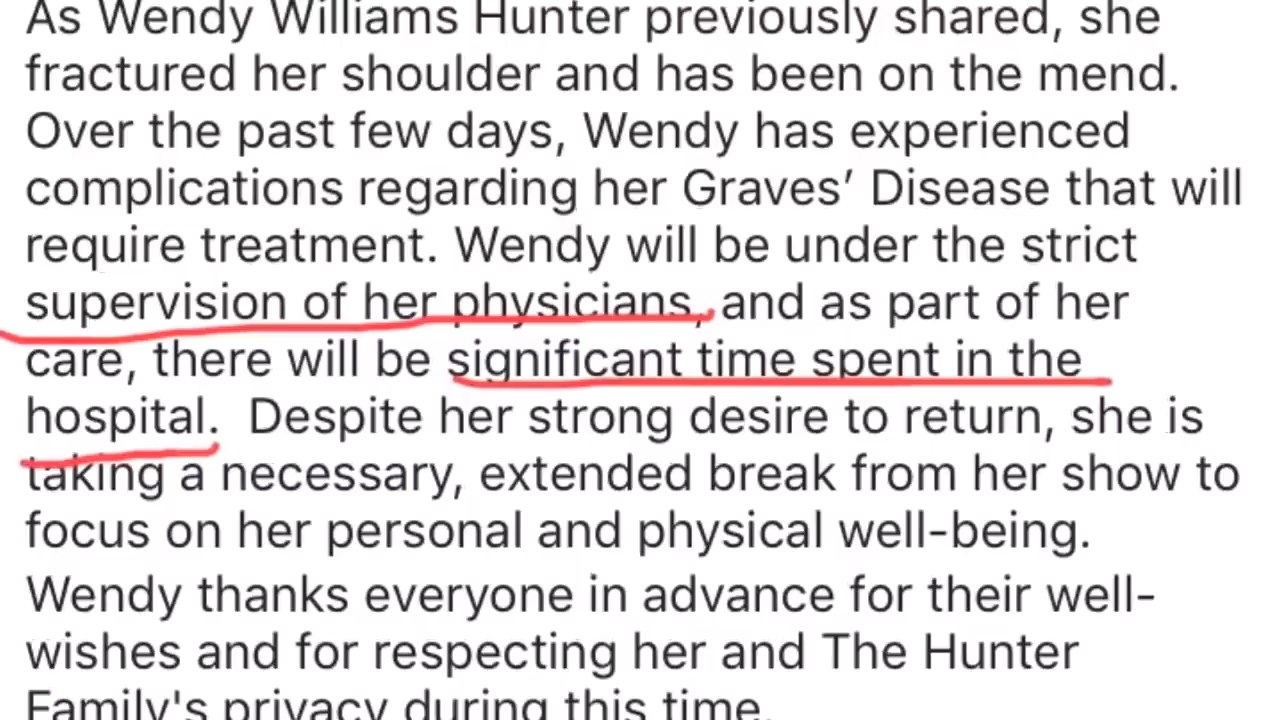 As Wendy Williams Hunter previously shared, she
fractured her shoulder and has been on the mend.
Over the past few days, Wendy has experienced
complications regarding her Graves’ Disease that will
require treatment. Wendy will be under the strict
supervision of her physicians, and as part of her
care, there will be significant time spent in the
hospital.  Despite her strong desire to return, she is
taking a necessary, extended break from her show to
focus on her personal and physical well-being.
Wendy thanks everyone in advance for their well-
wishes and for respecting her and The Hunter
Family's privacy during this time.